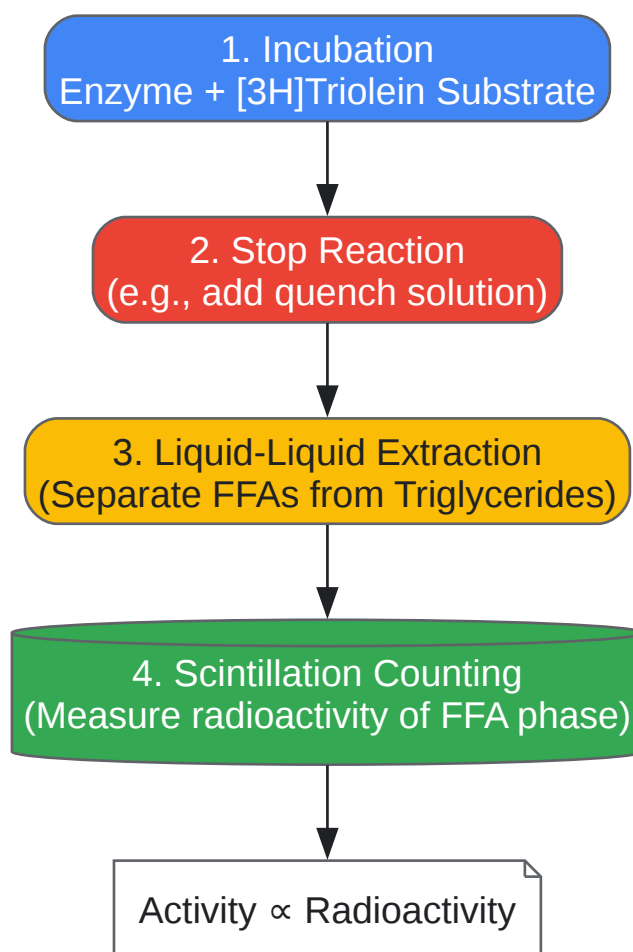 1. Incubation
Enzyme + [3H]Triolein Substrate
2. Stop Reaction
(e.g., add quench solution)
3. Liquid-Liquid Extraction
(Separate FFAs from Triglycerides)
4. Scintillation Counting
(Measure radioactivity of FFA phase)
Activity ∝ Radioactivity